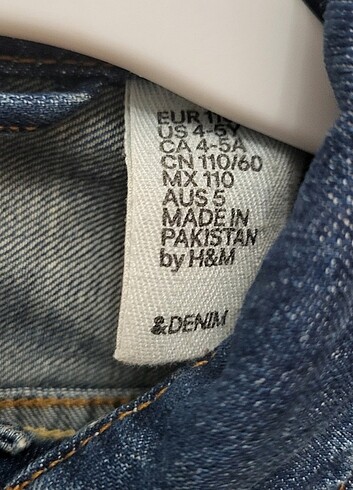 EUR 110
US 4-5Y
CA 4-5A
CN 110/60
MX 110
AUS 5
MADE IN
PAKISTAN
by H&M
&DENIM